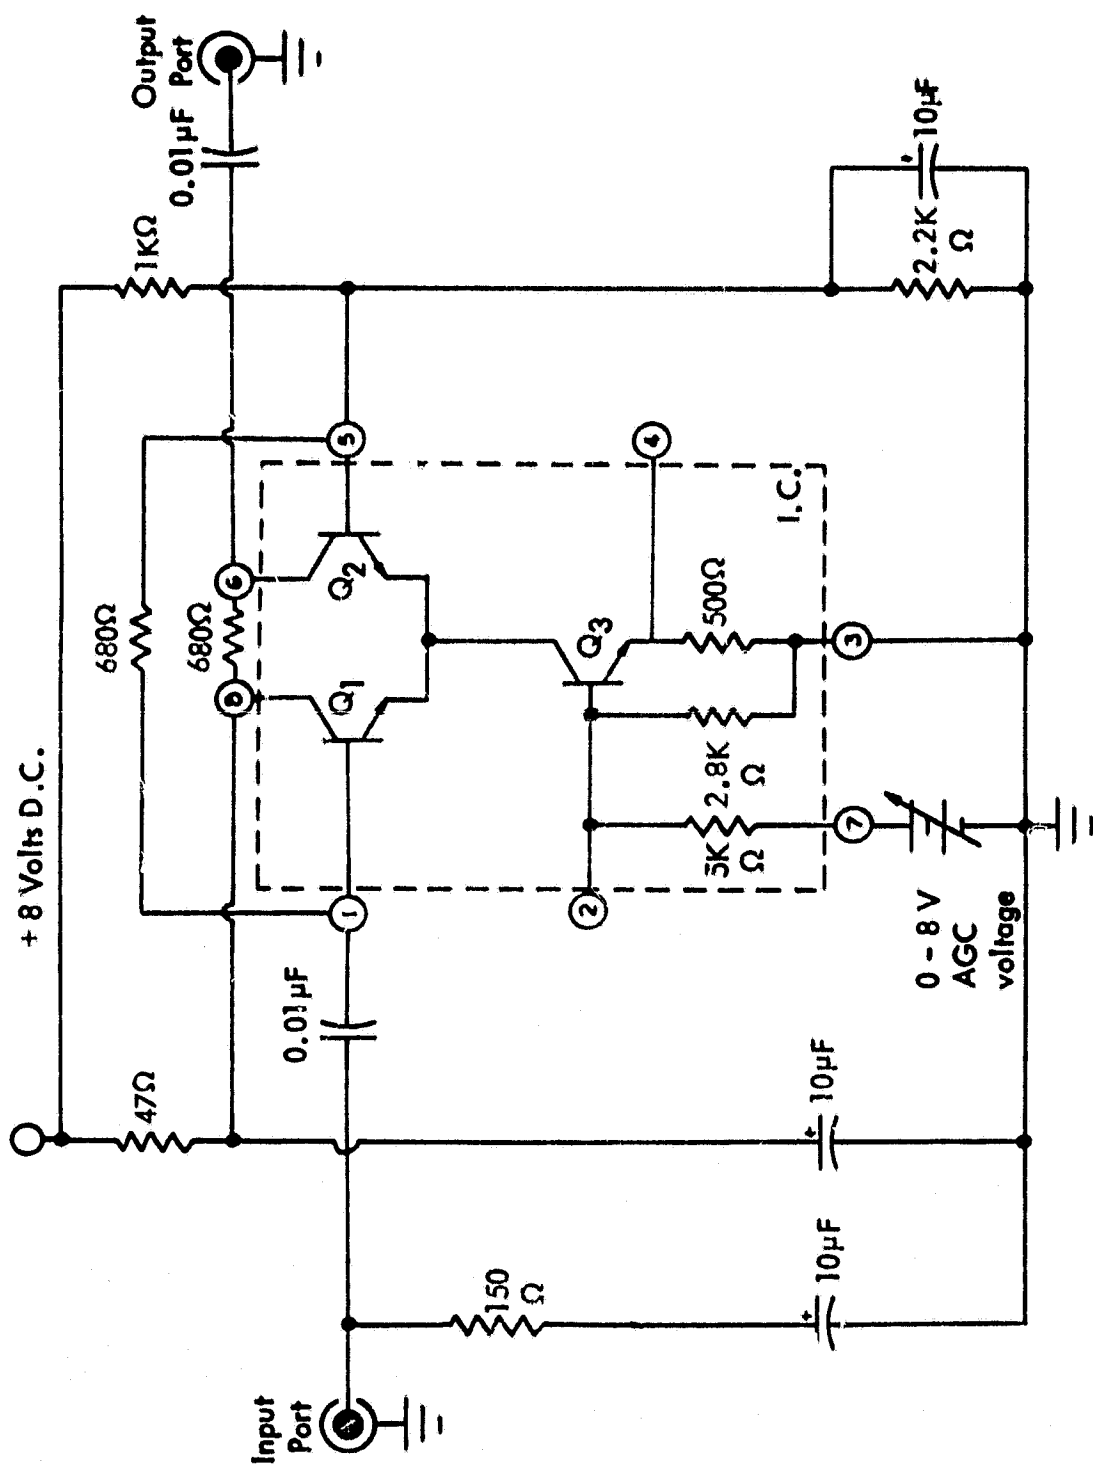 +8 Volts D.C.
Output
Port
0.01µF
1KΩ
680Ω
680Ω
47Ω
8
6
5
1
Q1
Q2
0.01µF
Input
Port
Q3
4
2
500Ω
2.8K
Ω
5K
Ω
I.C.
3
7
150
Ω
10µF
10µF
0 - 8 V
AGC
voltage
2.2K
Ω
10µF